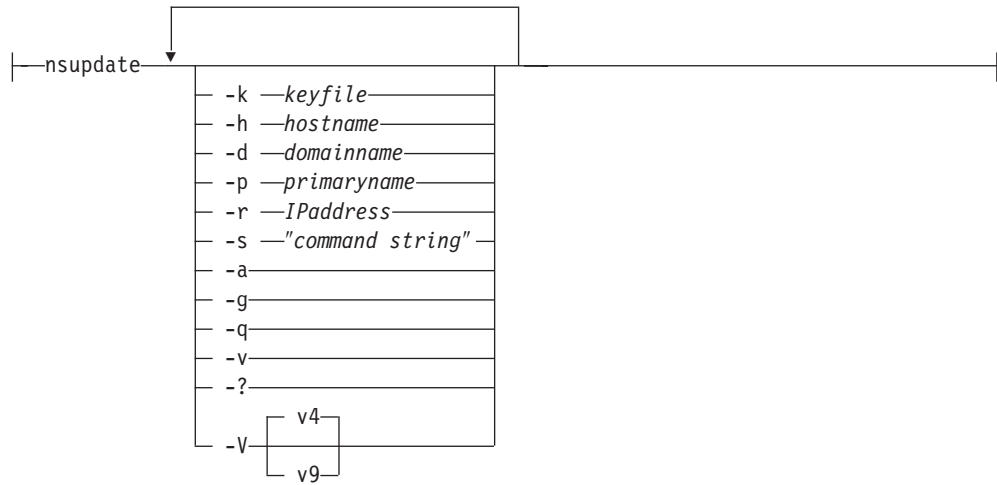 nsupdate
-k keyfile
-h hostname
-d domainname
-p primaryname
-r IPaddress
-s "command string"
-a
-g
-q
-v
-?
v4
-V
v9